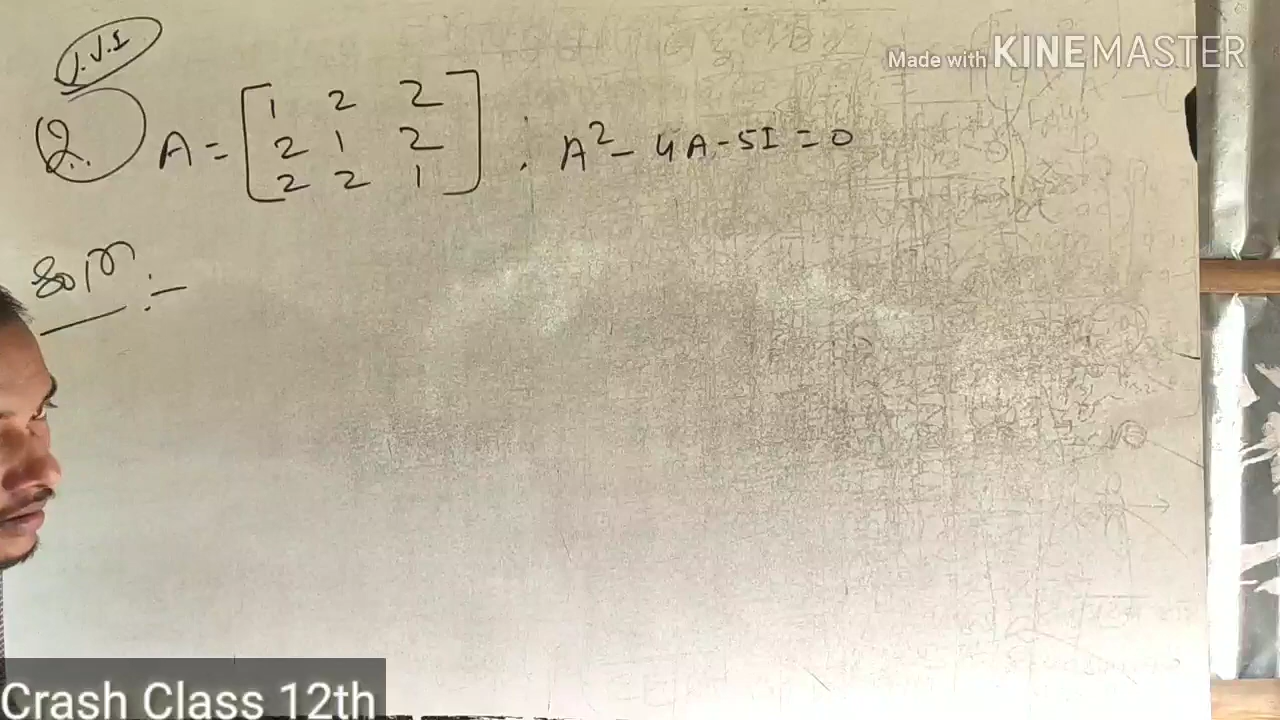 Made with KINEMASTER
I.V.I
2. A = [1 2 2
2 1 2
2 2 1] ; A² - 4A - 5I = 0
Soln :-
Crash Class 12th